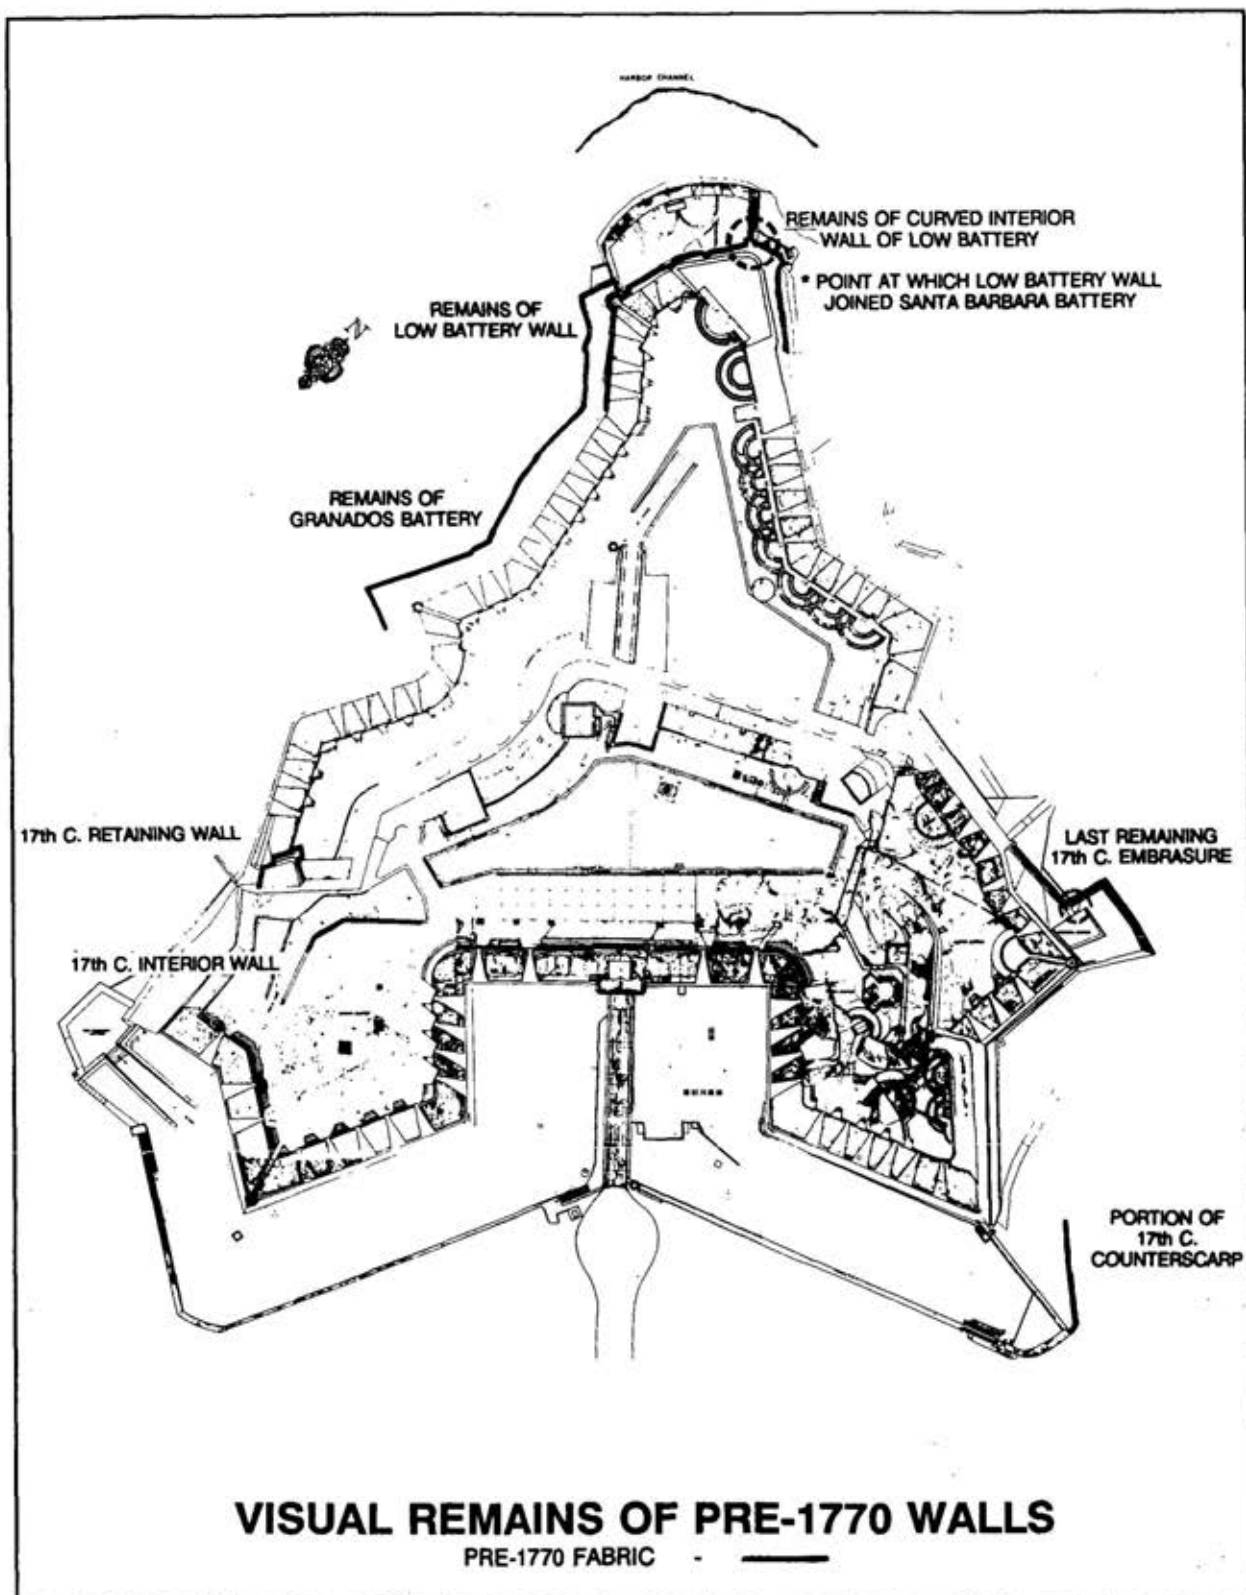 HARBOR CHANNEL
REMAINS OF CURVED INTERIOR
WALL OF LOW BATTERY
* POINT AT WHICH LOW BATTERY WALL
JOINED SANTA BARBARA BATTERY
REMAINS OF
LOW BATTERY WALL
N
REMAINS OF
GRANADOS BATTERY
17th C. RETAINING WALL
LAST REMAINING
17th C. EMBRASURE
17th C. INTERIOR WALL
PORTION OF
17th C.
COUNTERSCARP
VISUAL REMAINS OF PRE-1770 WALLS
PRE-1770 FABRIC -